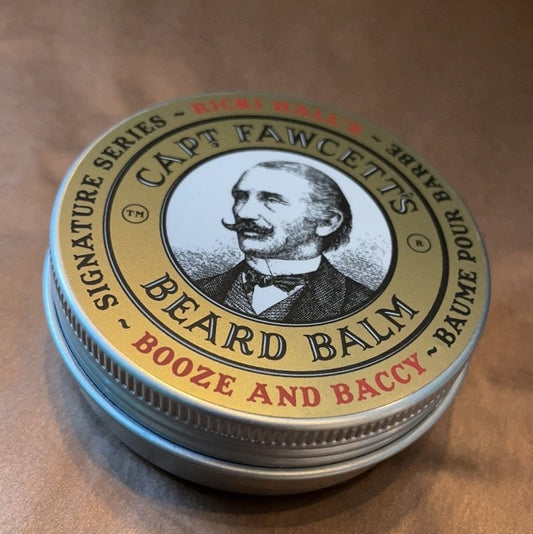 SIGNATURE SERIES ~ RICKI HALL'S ~ BAUME POUR BARBE
~ BOOZE AND BACCY ~
CAPT FAWCETT'S
TM
R
BEARD BALM